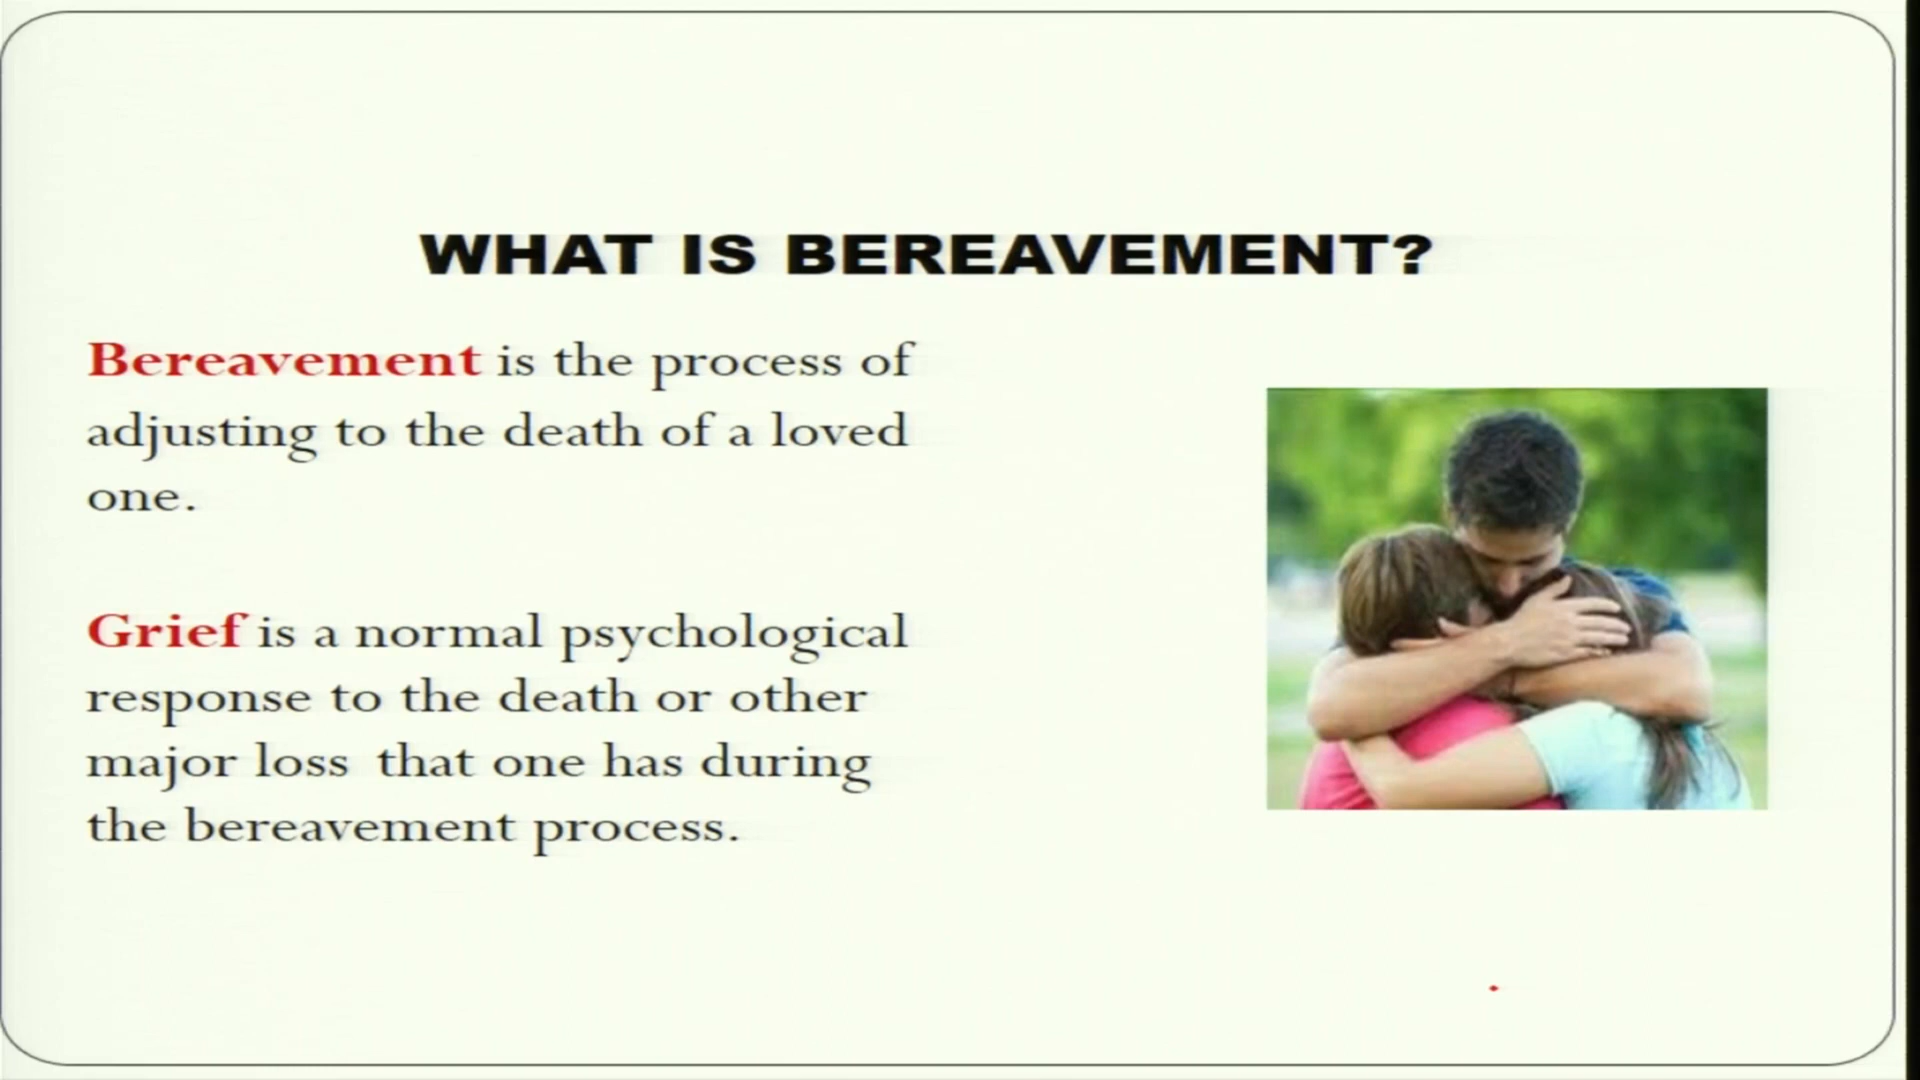 WHAT IS BEREAVEMENT?
Bereavement is the process of
adjusting to the death of a loved
one.
Grief is a normal psychological
response to the death or other
major loss that one has during
the bereavement process.